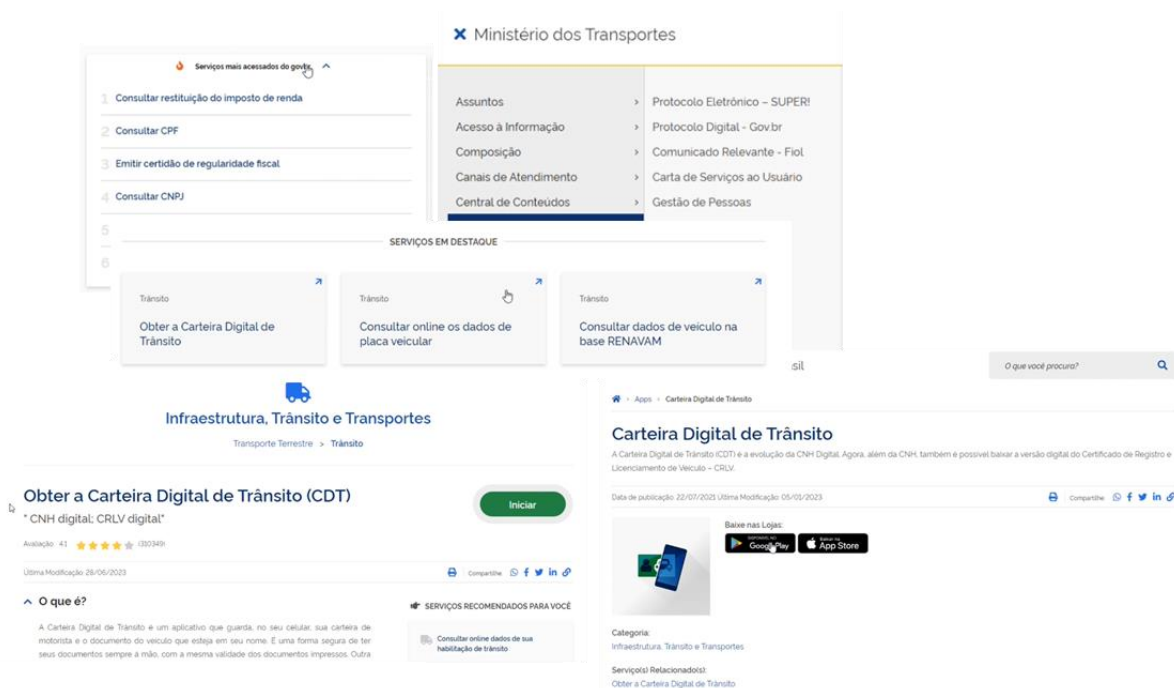 Serviços mais acessados do gov.br
1 Consultar restituição do imposto de renda
2 Consultar CPF
3 Emitir certidão de regularidade fiscal
4 Consultar CNPJ
5
6
Ministério dos Transportes
Assuntos
Acesso à Informação
Composição
Canais de Atendimento
Central de Conteúdos
Protocolo Eletrônico – SUPER!
Protocolo Digital - Gov.br
Comunicado Relevante - Fiol
Carta de Serviços ao Usuário
Gestão de Pessoas
SERVIÇOS EM DESTAQUE
Trânsito
Obter a Carteira Digital de
Trânsito
Trânsito
Consultar online os dados de
placa veicular
Trânsito
Consultar dados de veículo na
base RENAVAM
Infraestrutura, Trânsito e Transportes
Transporte Terrestre > Trânsito
Obter a Carteira Digital de Trânsito (CDT)
" CNH digital; CRLV digital"
Iniciar
Avaliação: 4.1 (310349)
Última Modificação: 26/06/2023
Compartilhe:
O que é?
A Carteira Digital de Trânsito é um aplicativo que guarda, no seu celular, sua carteira de
motorista e o documento do veículo que esteja em seu nome. É uma forma segura de ter
seus documentos sempre à mão, com a mesma validade dos documentos impressos. Outra
SERVIÇOS RECOMENDADOS PARA VOCÊ
Consultar online dados de sua
habilitação de trânsito
sil
O que você procura?
Apps > Carteira Digital de Trânsito
Carteira Digital de Trânsito
A Carteira Digital de Trânsito (CDT) é a evolução da CNH Digital. Agora, além da CNH, também é possível baixar a versão digital do Certificado de Registro e
Licenciamento de Veículo – CRLV.
Data de publicação: 22/07/2021 Última Modificação: 05/01/2023
Compartilhe:
Baixe nas Lojas:
DISPONÍVEL NO
Google Play
Baixar na
App Store
Categoria:
Infraestrutura, Trânsito e Transportes
Serviço(s) Relacionado(s):
Obter a Carteira Digital de Trânsito